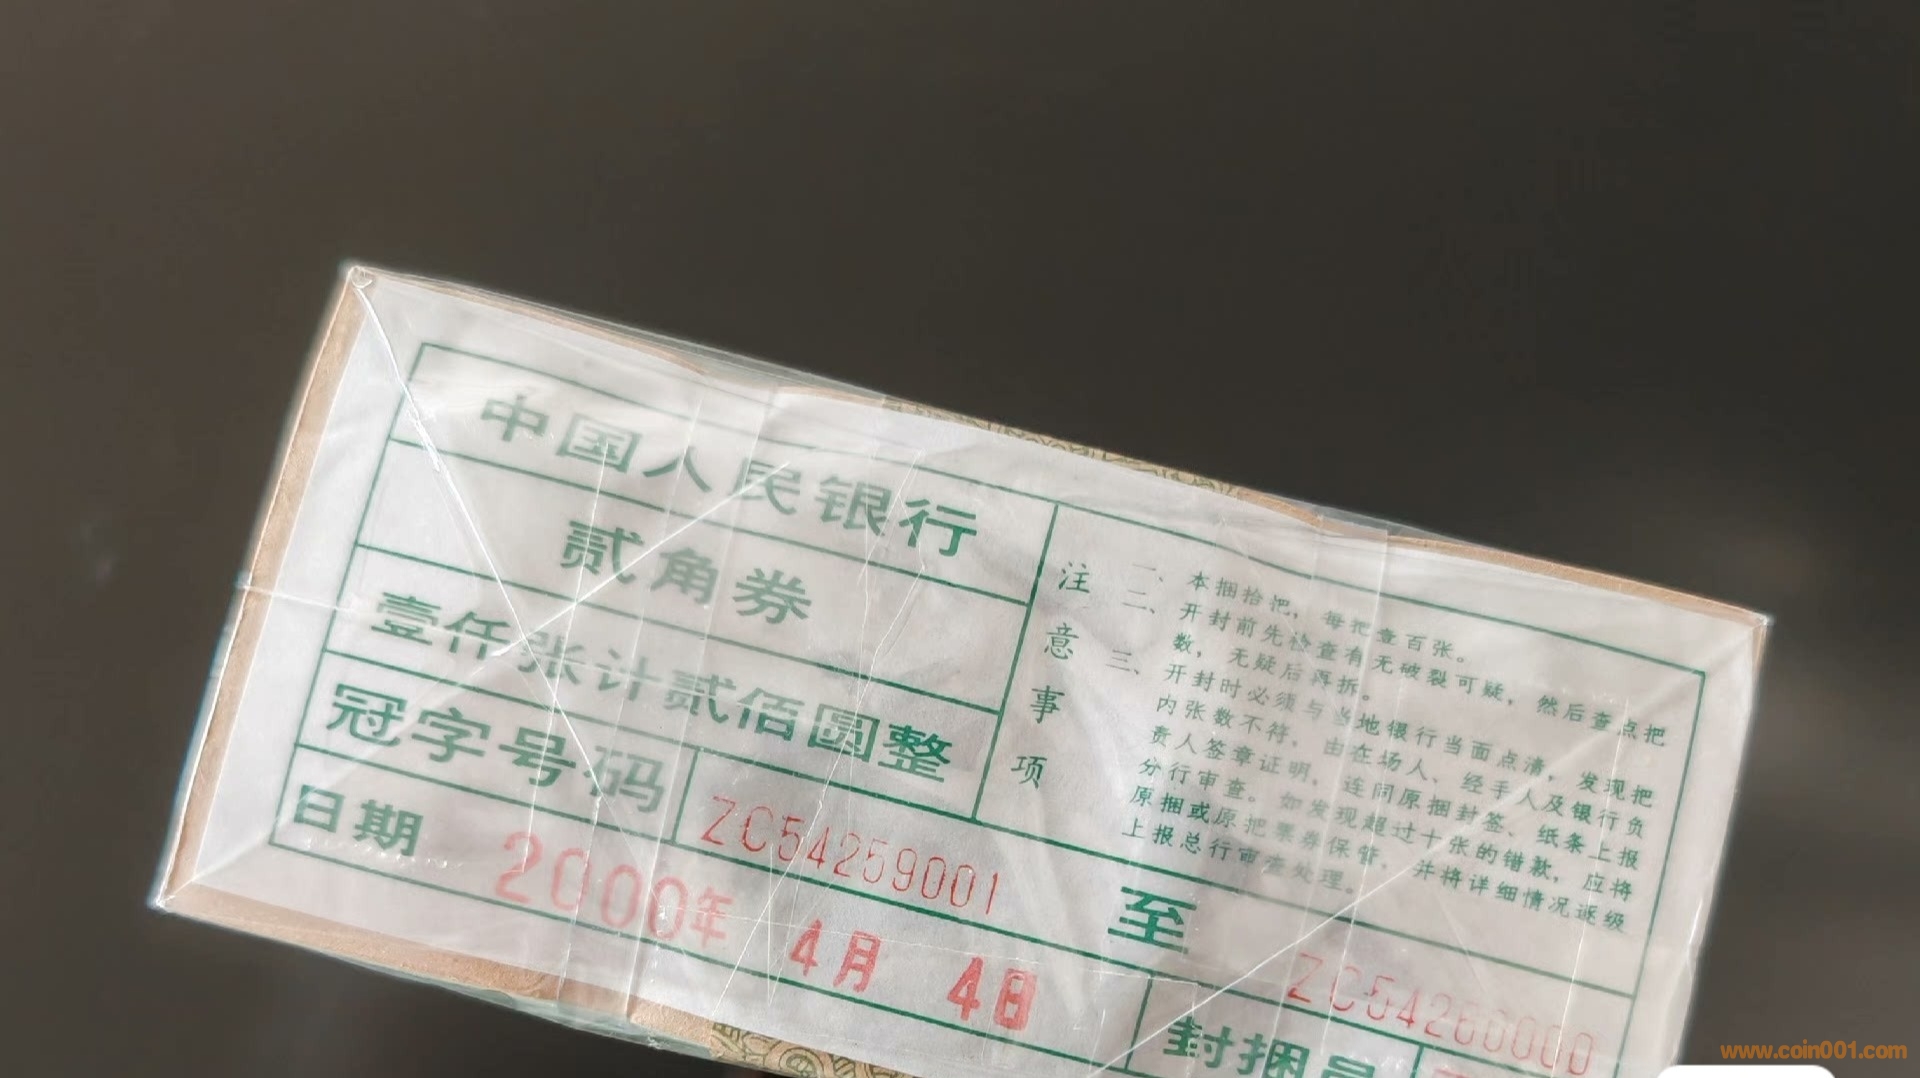 中国人民银行
贰角券
壹仟张计贰佰圆整
冠字号码 ZC54259001 至 ZC54260000
日期 2000年 4月 4日 封捆员
注意事项
一、本捆拾把，每把壹百张。
二、开封前先检查有无破裂可疑，然后查点把
数，无疑后再拆。
三、开封时必须与当地银行当面点清，发现把
内张数不符，由在场人、经手人及银行负
责人签章证明，连同原捆封签、纸条上报
分行审查。如发现超过十张的错款，应将
原捆或原把票券保管，并将详细情况逐级
上报总行审查处理。
www.coin001.com